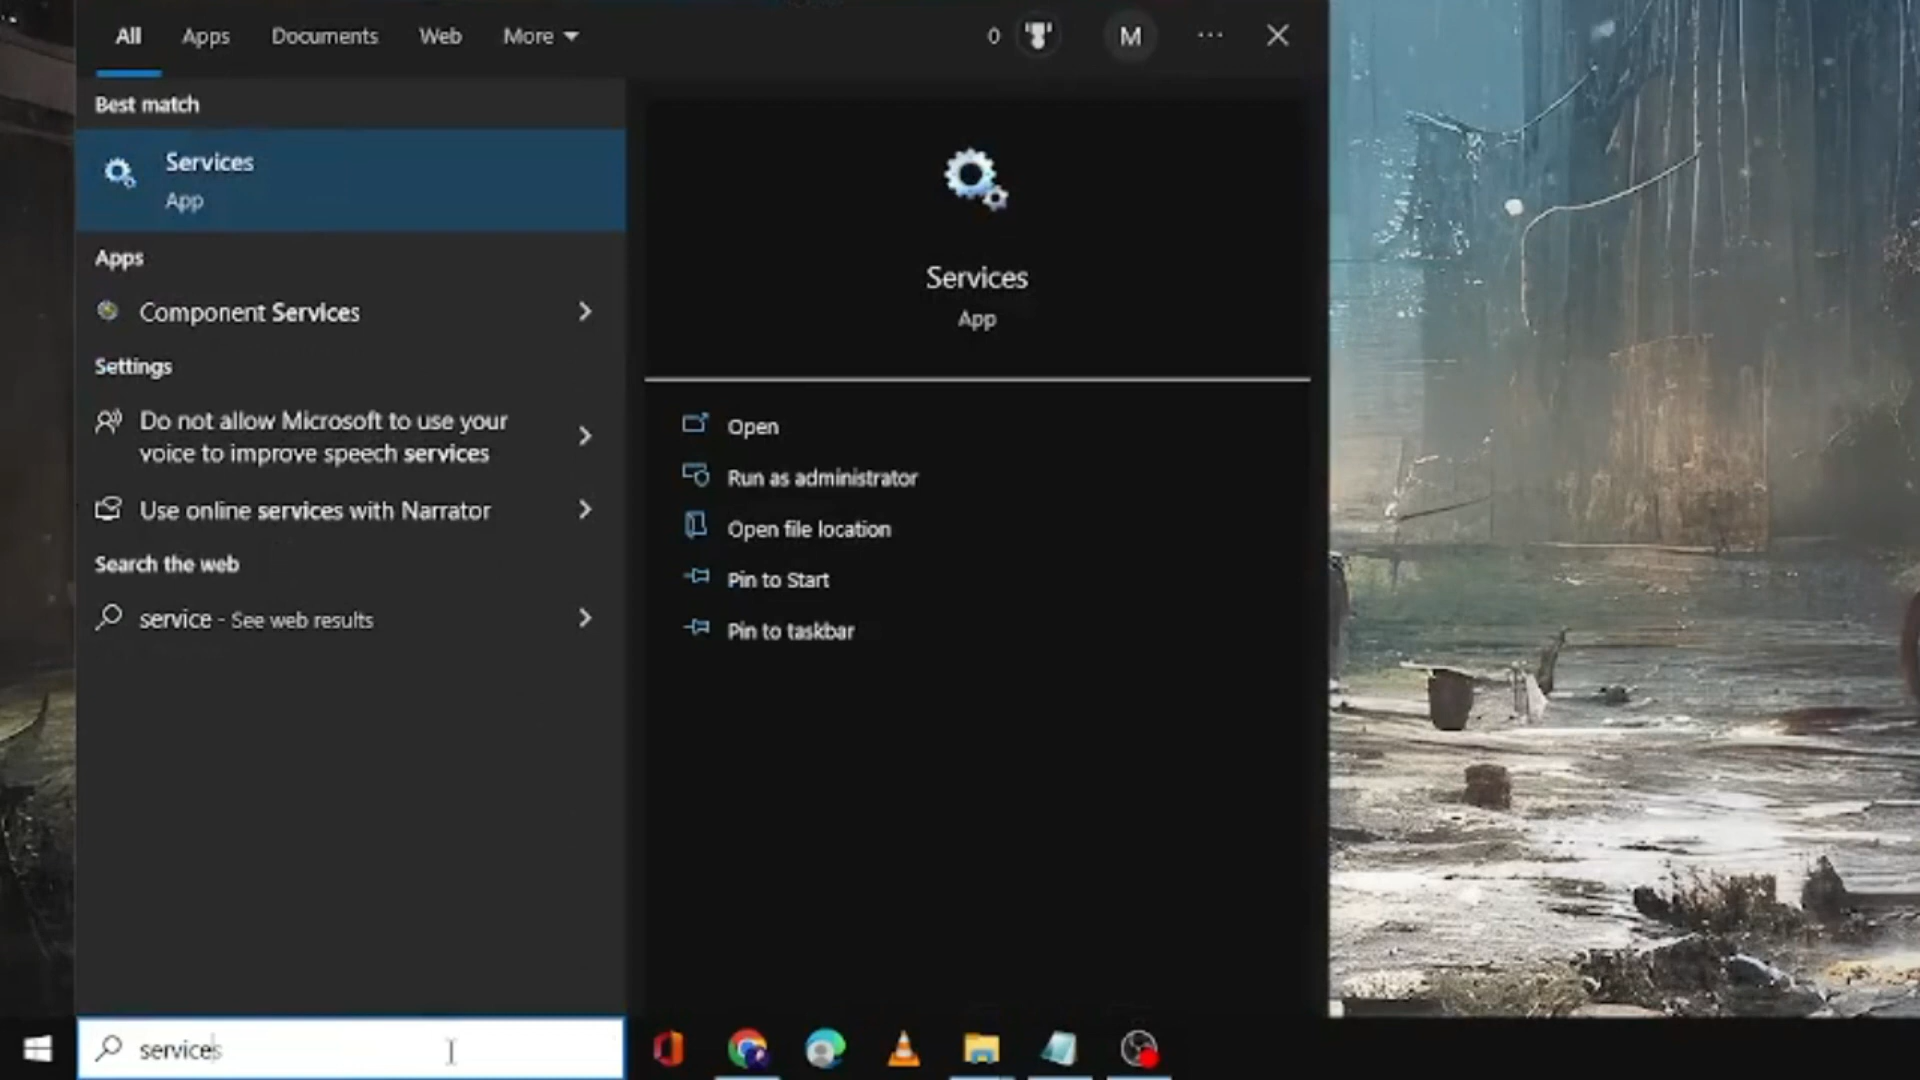 All Apps Documents Web More 0 M ...
Best match
Services
App
Apps
Component Services
Settings
Do not allow Microsoft to use your
voice to improve speech services
Use online services with Narrator
Search the web
service - See web results
Services
App
Open
Run as administrator
Open file location
Pin to Start
Pin to taskbar
services